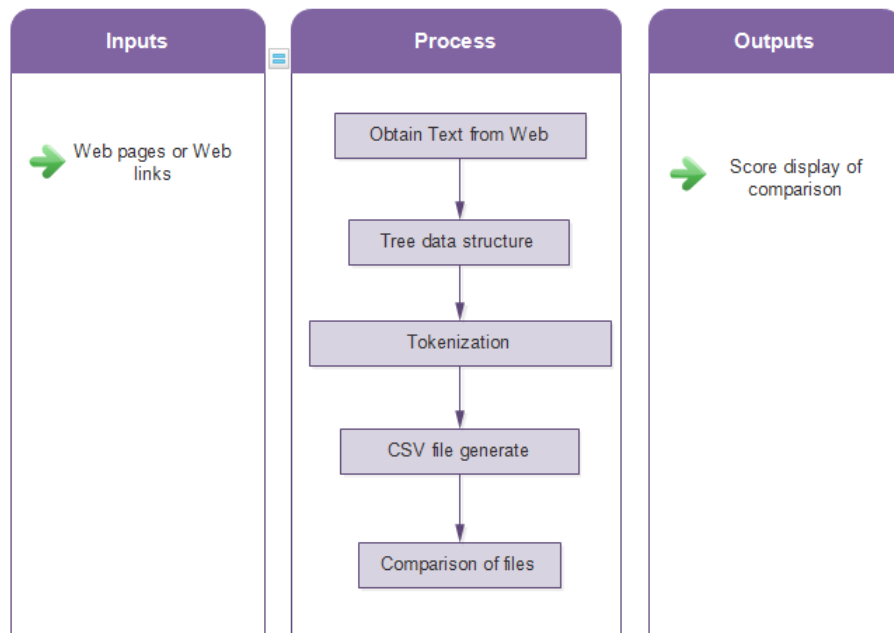 Inputs
Process
Outputs
Web pages or Web
links
Obtain Text from Web
Tree data structure
Tokenization
CSV file generate
Comparison of files
Score display of
comparison